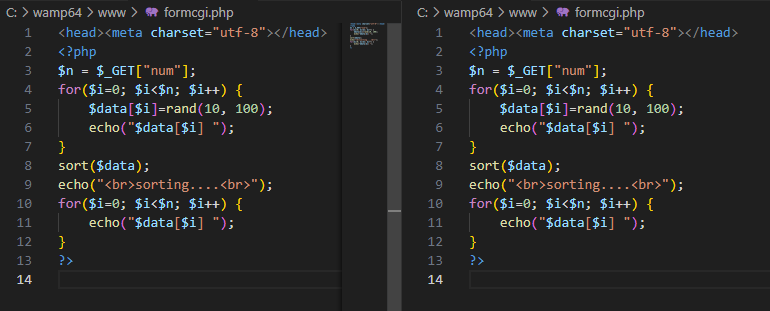 C: > wamp64 > www > formcgi.php
1 <head><meta charset="utf-8"></head>
2 <?php
3 $n = $_GET["num"];
4 for($i=0; $i<$n; $i++) {
5     $data[$i]=rand(10, 100);
6     echo("$data[$i] ");
7 }
8 sort($data);
9 echo("<br>sorting....<br>");
10 for($i=0; $i<$n; $i++) {
11     echo("$data[$i] ");
12 }
13 ?>
14
C: > wamp64 > www > formcgi.php
1 <head><meta charset="utf-8"></head>
2 <?php
3 $n = $_GET["num"];
4 for($i=0; $i<$n; $i++) {
5     $data[$i]=rand(10, 100);
6     echo("$data[$i] ");
7 }
8 sort($data);
9 echo("<br>sorting....<br>");
10 for($i=0; $i<$n; $i++) {
11     echo("$data[$i] ");
12 }
13 ?>
14